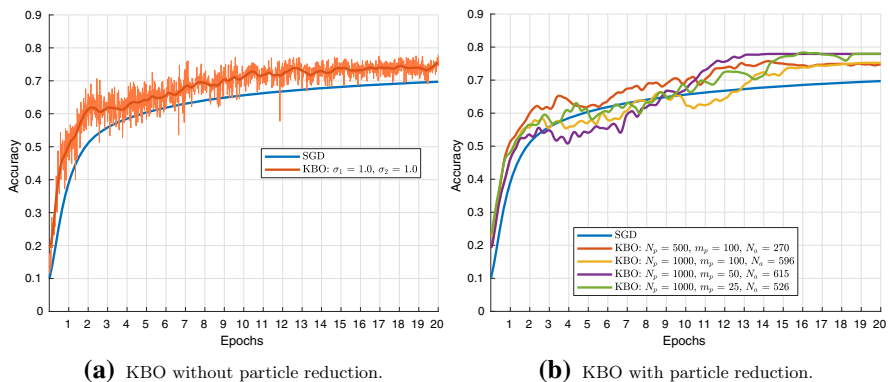 0.9
0.8
0.7
0.6
0.5
0.4
0.3
0.2
0.1
0
Accuracy
SGD
KBO: σ₁ = 1.0, σ₂ = 1.0
1 2 3 4 5 6 7 8 9 10 11 12 13 14 15 16 17 18 19 20
Epochs
(a) KBO without particle reduction.
0.9
0.8
0.7
0.6
0.5
0.4
0.3
0.2
0.1
0
Accuracy
SGD
KBO: Nₚ = 500, mₚ = 100, Nₐ = 270
KBO: Nₚ = 1000, mₚ = 100, Nₐ = 596
KBO: Nₚ = 1000, mₚ = 50, Nₐ = 615
KBO: Nₚ = 1000, mₚ = 25, Nₐ = 526
1 2 3 4 5 6 7 8 9 10 11 12 13 14 15 16 17 18 19 20
Epochs
(b) KBO with particle reduction.